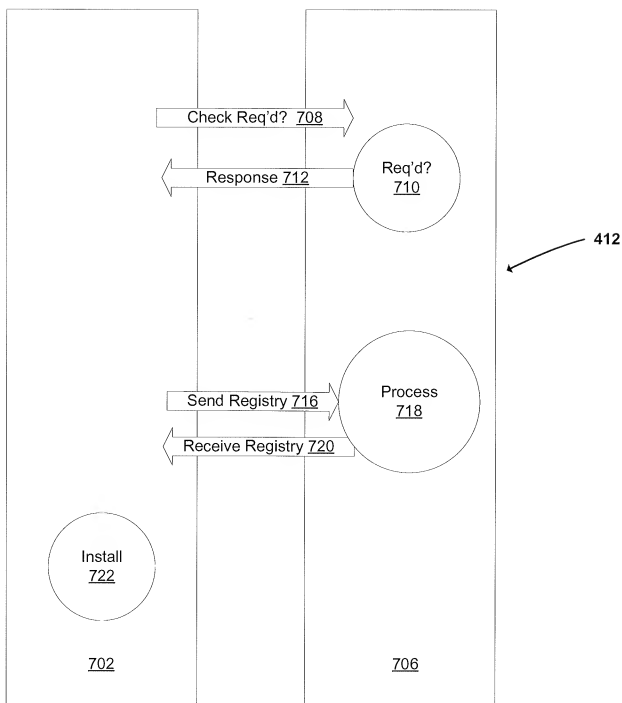 Check Req'd? 708
Response 712
Req'd?
710
412
Send Registry 716
Process
718
Receive Registry 720
Install
722
702
706